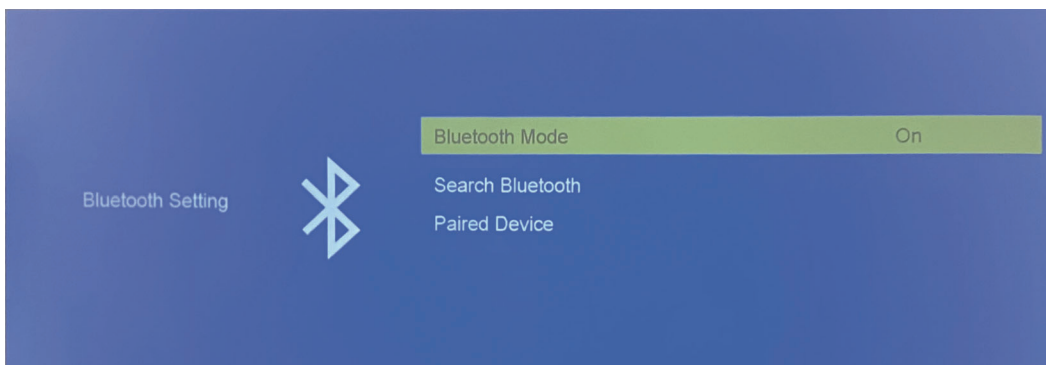 Bluetooth Mode On
Search Bluetooth
Bluetooth Setting
Paired Device